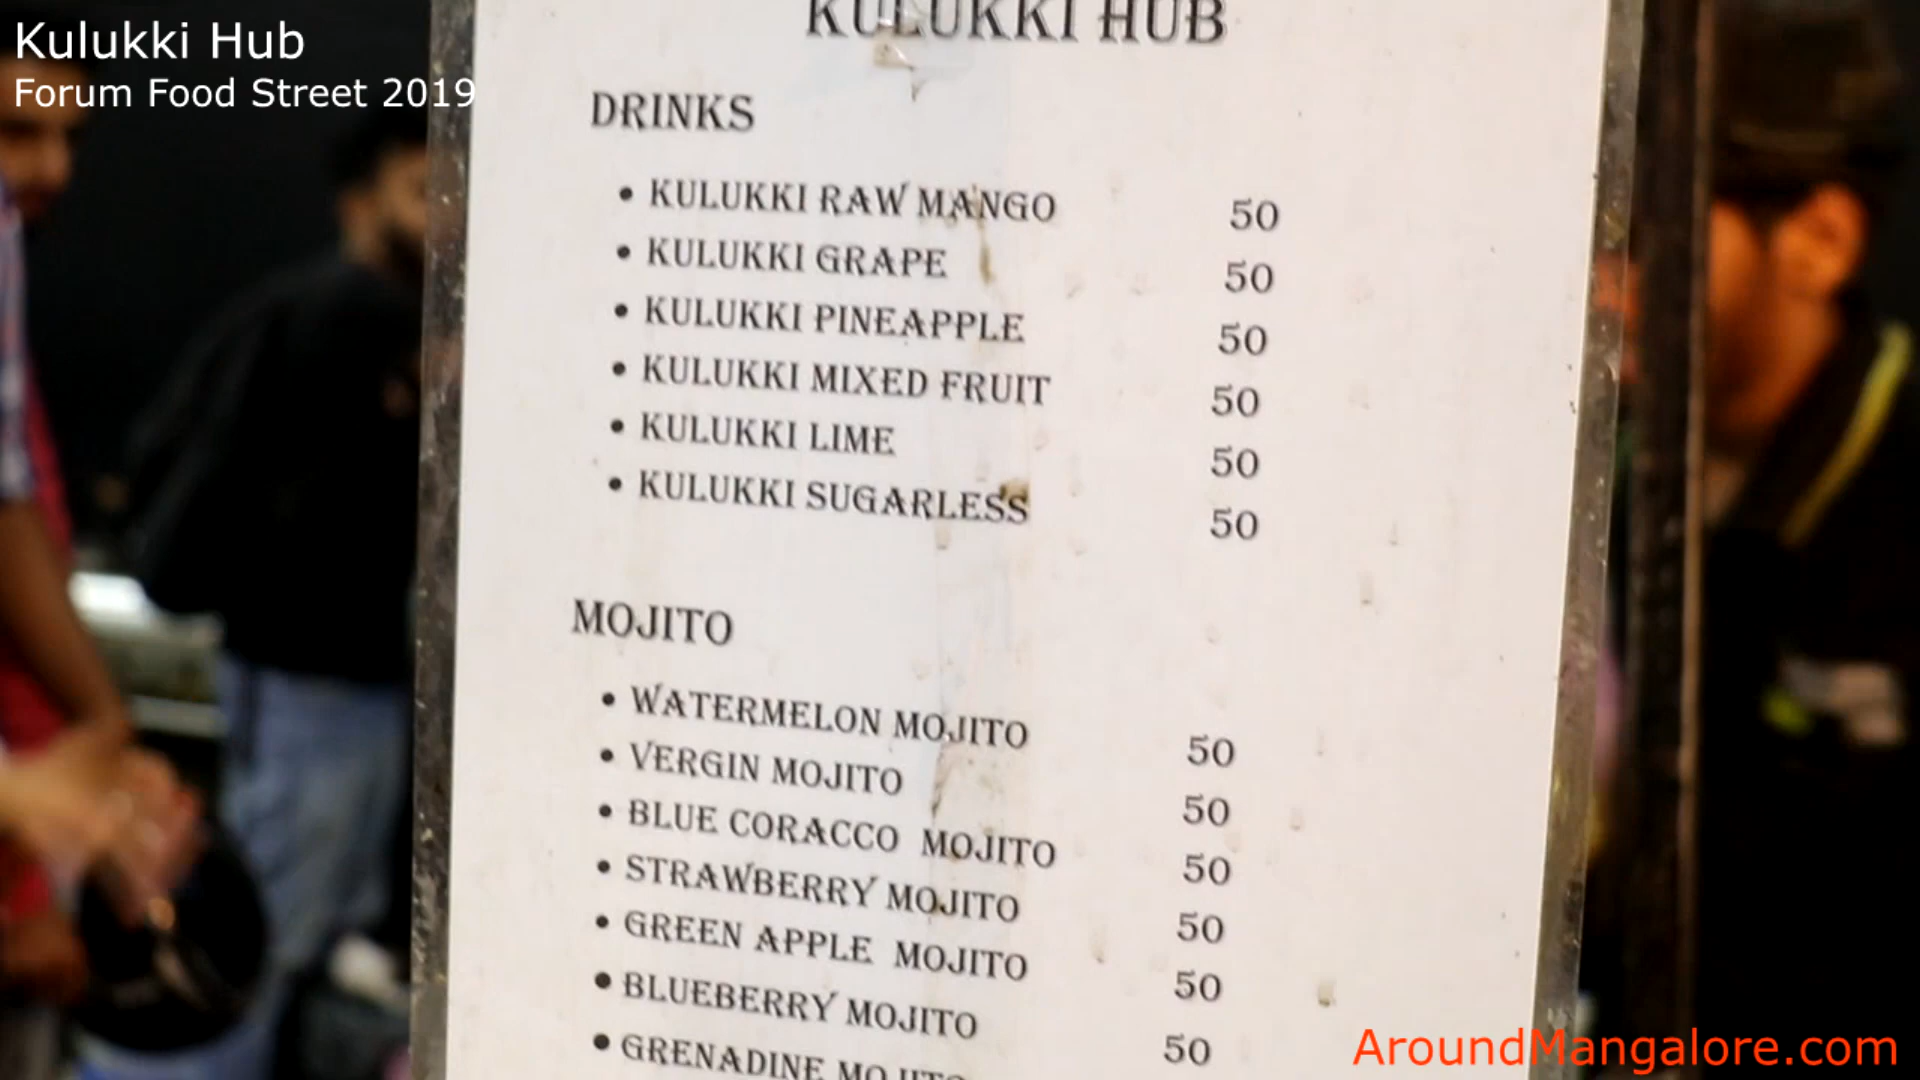 Kulukki Hub
Forum Food Street 2019
KULUKKI HUB
DRINKS
• KULUKKI RAW MANGO 50
• KULUKKI GRAPE 50
• KULUKKI PINEAPPLE 50
• KULUKKI MIXED FRUIT 50
• KULUKKI LIME 50
• KULUKKI SUGARLESS 50
MOJITO
• WATERMELON MOJITO 50
• VERGIN MOJITO 50
• BLUE CORACCO MOJITO 50
• STRAWBERRY MOJITO 50
• GREEN APPLE MOJITO 50
• BLUEBERRY MOJITO 50
• GRENADINE MOJITO
AroundMangalore.com